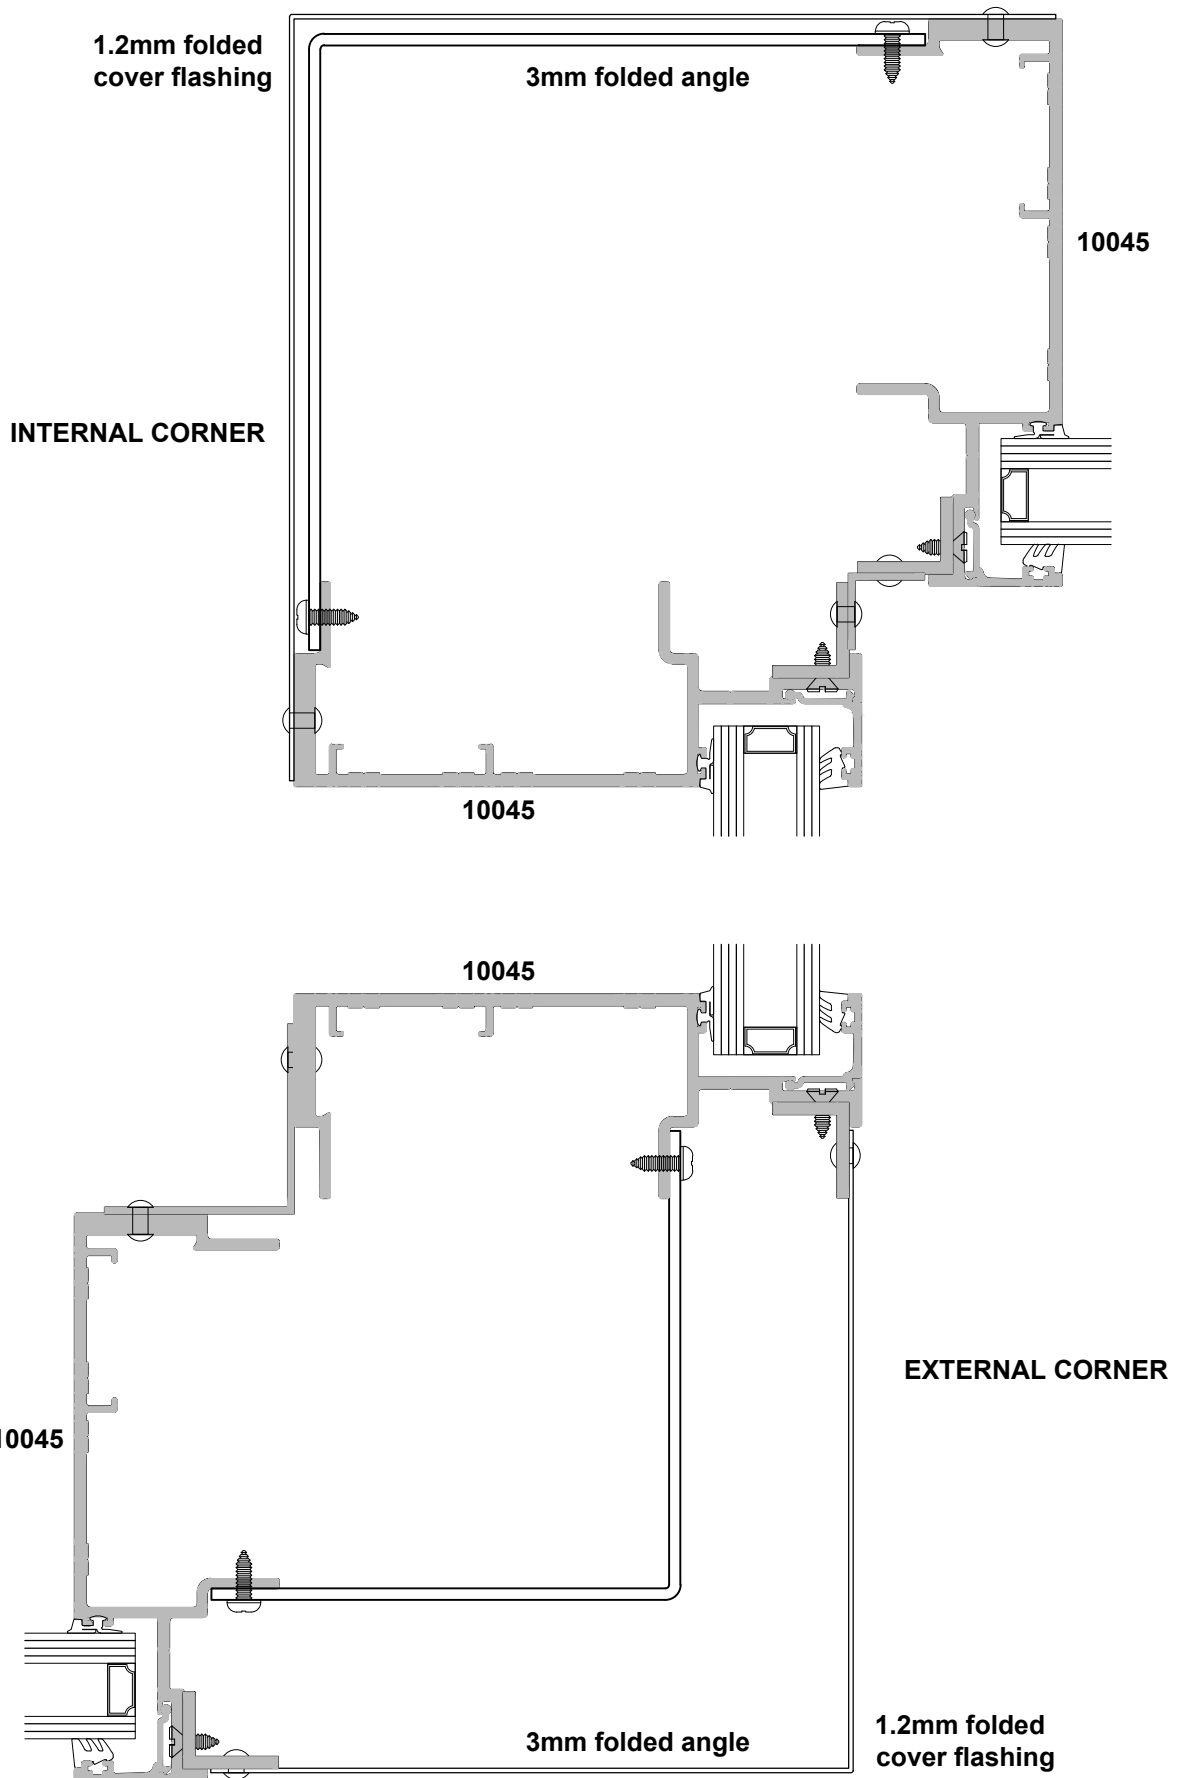 1.2mm folded
cover flashing
3mm folded angle
10045
INTERNAL CORNER
10045
10045
EXTERNAL CORNER
10045
3mm folded angle
1.2mm folded
cover flashing